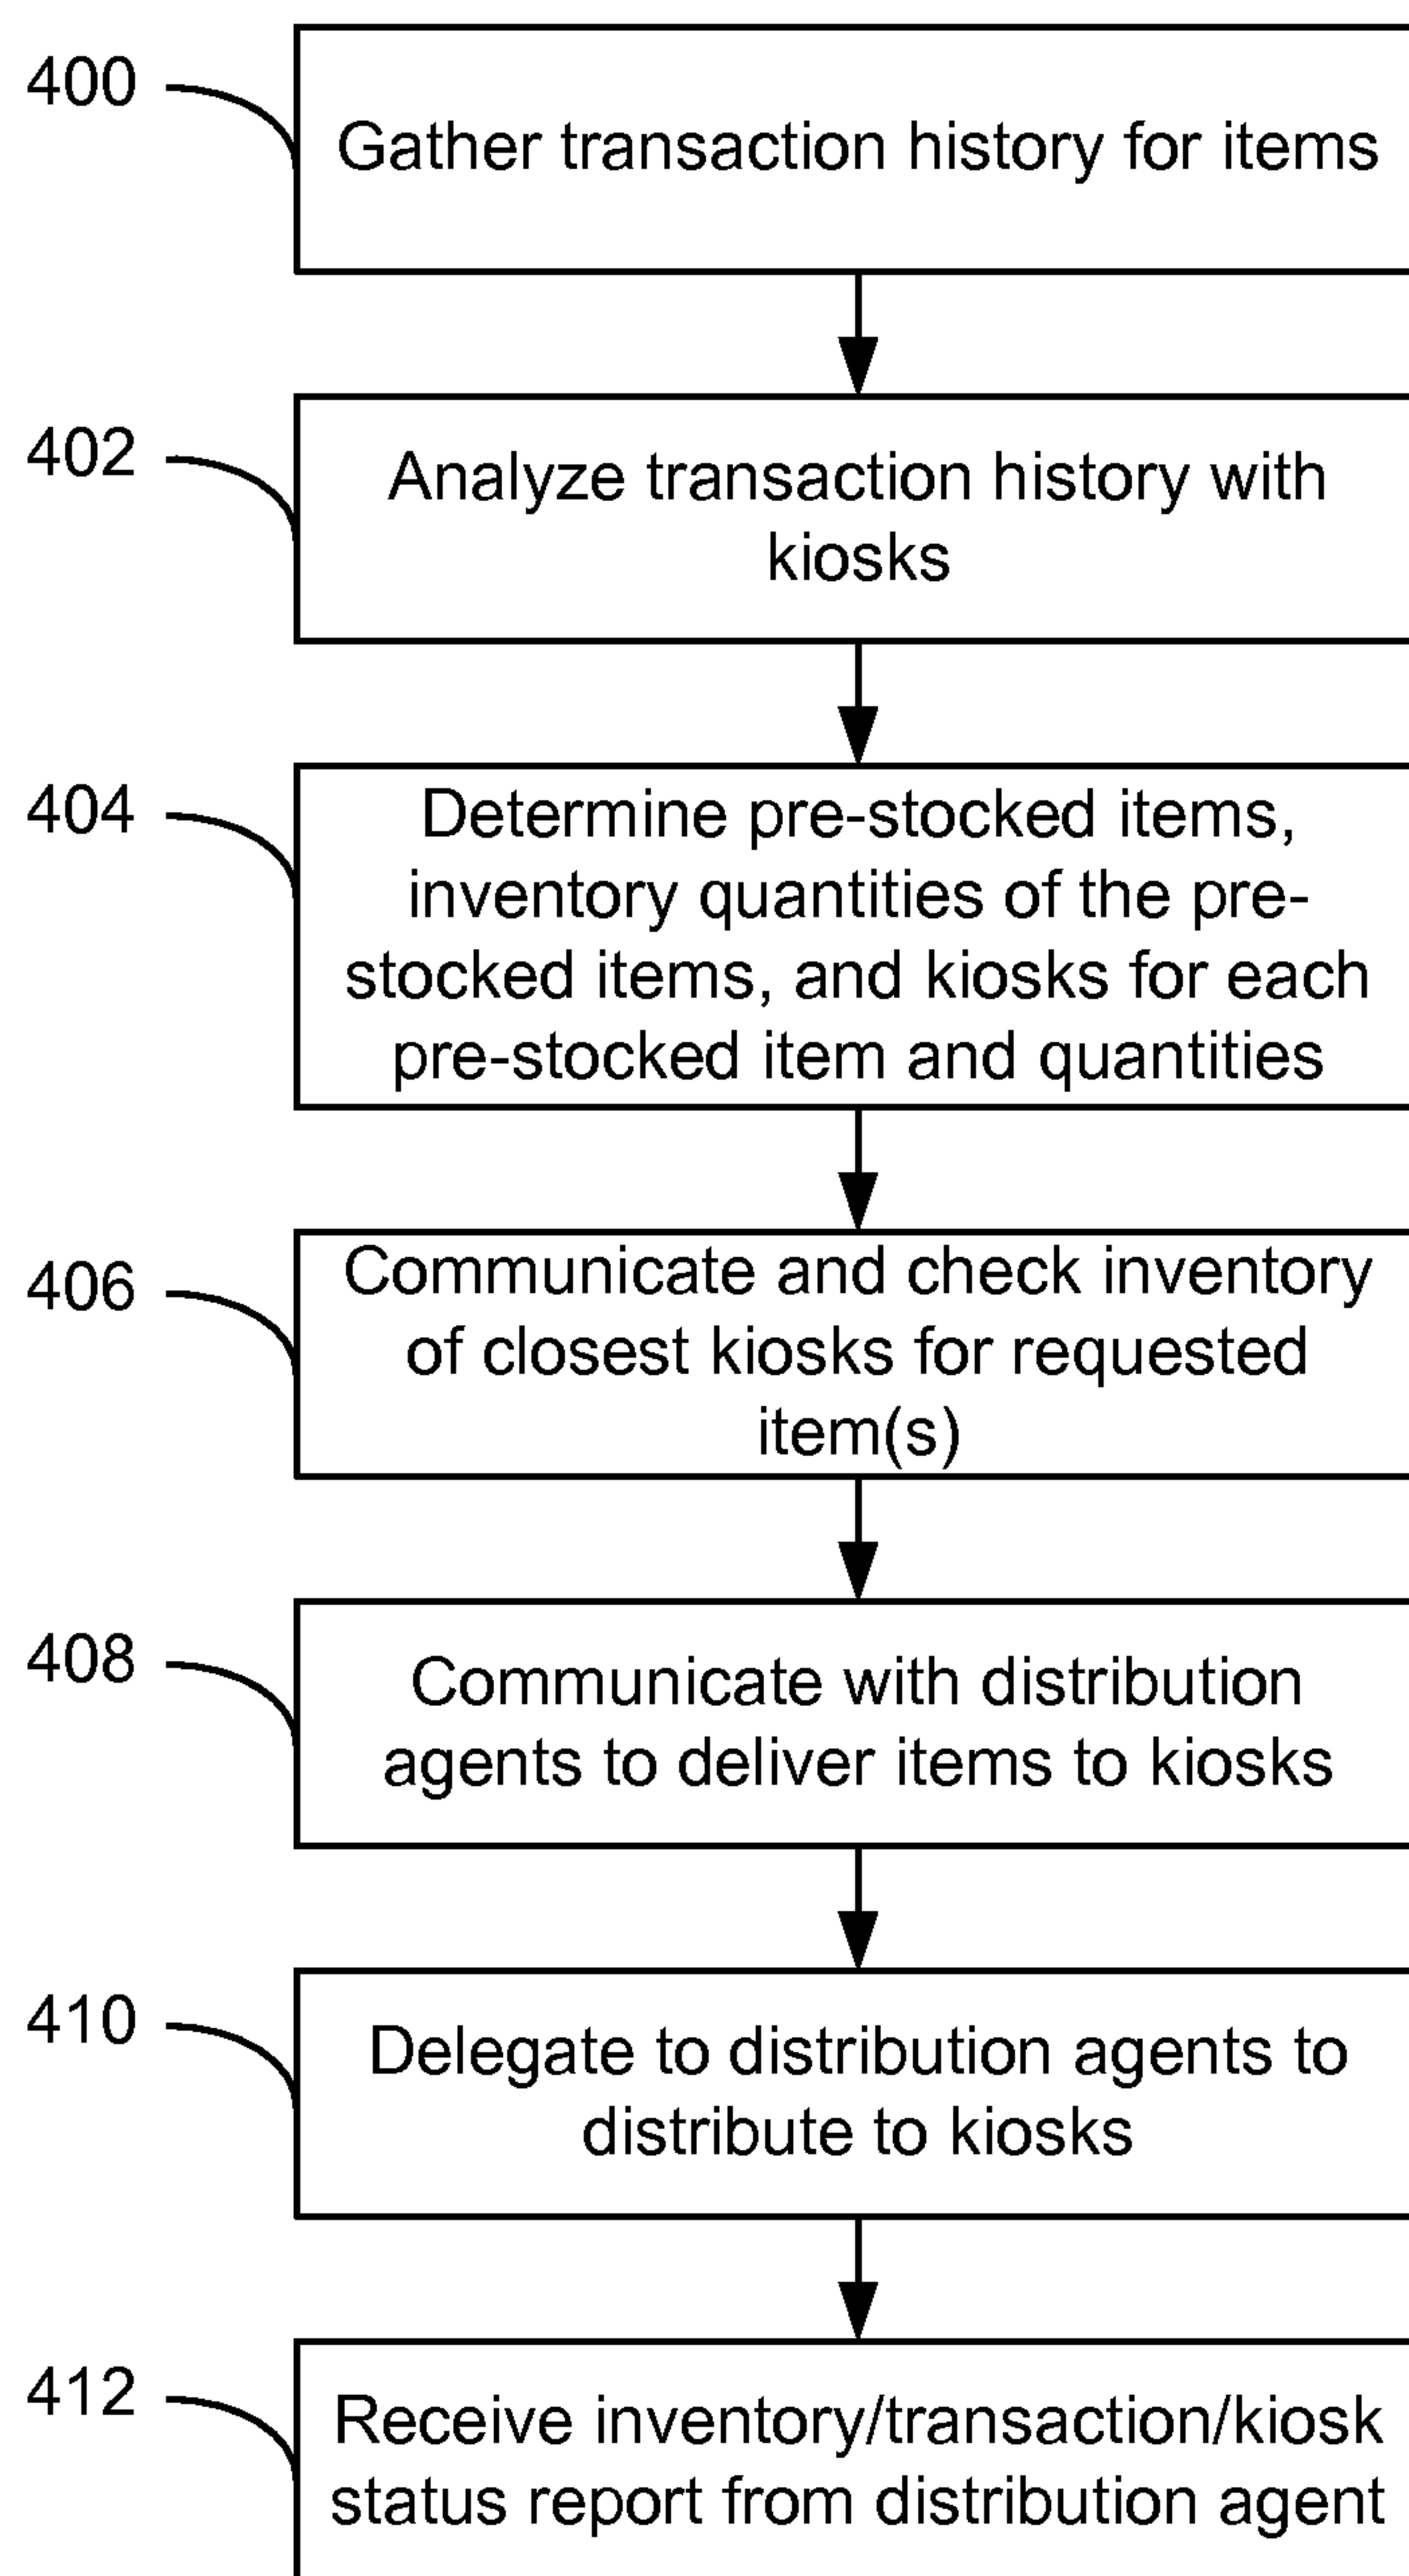 400
Gather transaction history for items
402
Analyze transaction history with
kiosks
404
Determine pre-stocked items,
inventory quantities of the pre-
stocked items, and kiosks for each
pre-stocked item and quantities
406
Communicate and check inventory
of closest kiosks for requested
item(s)
408
Communicate with distribution
agents to deliver items to kiosks
410
Delegate to distribution agents to
distribute to kiosks
412
Receive inventory/transaction/kiosk
status report from distribution agent